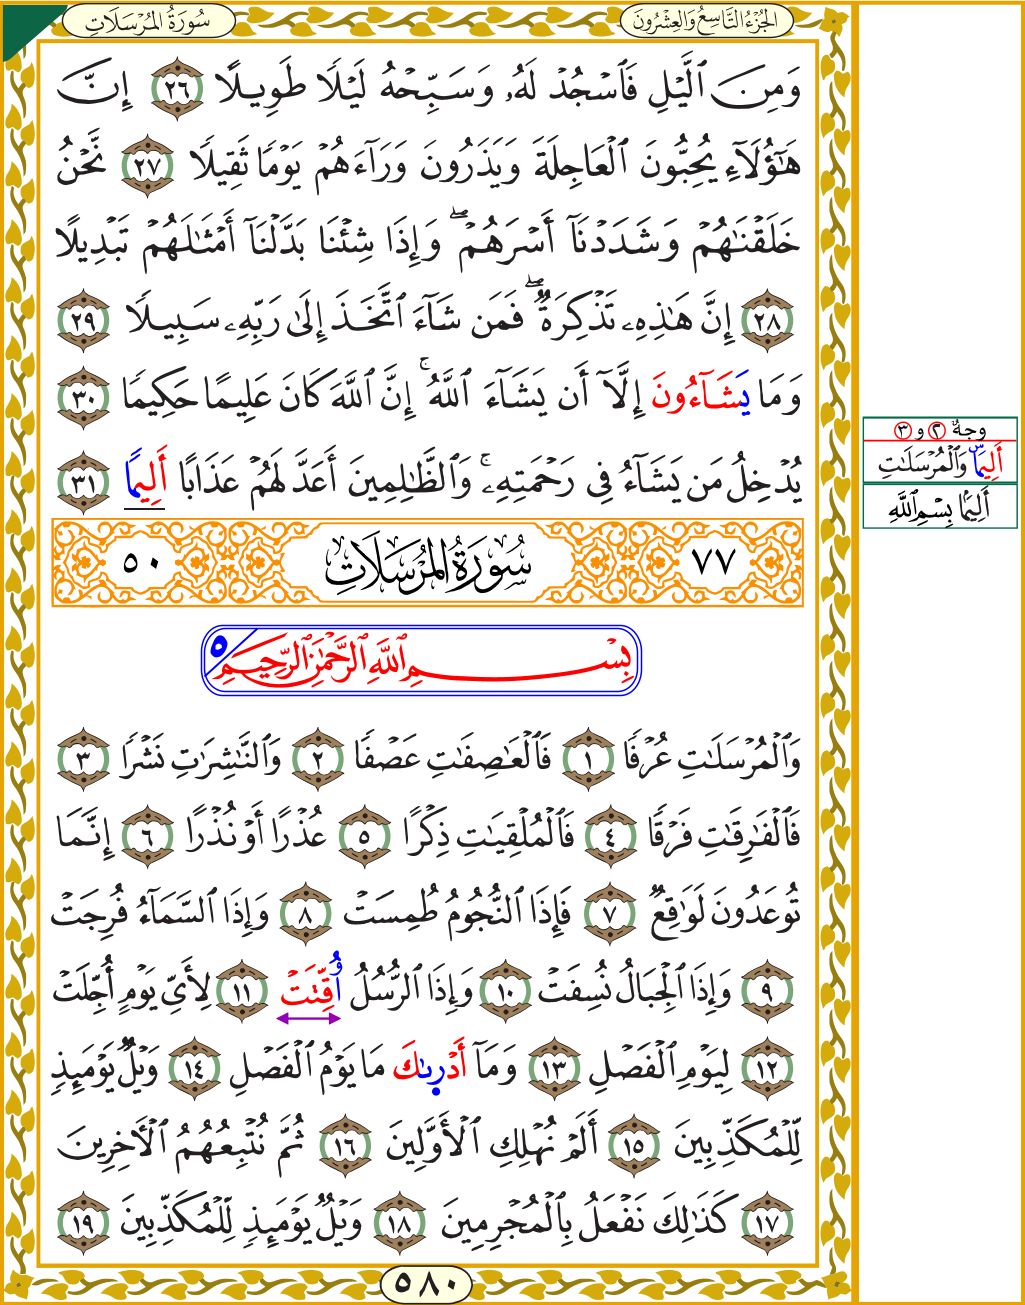 سُورَةُ المُرْسَلَاتِ
الجُزْءُ التَّاسِعُ وَالعِشْرُونَ
وَمِنَ ٱلَّيْلِ فَٱسْجُدْ لَهُۥ وَسَبِّحْهُ لَيْلًا طَوِيلًا ٢٦ إِنَّ
هَٰٓؤُلَآءِ يُحِبُّونَ ٱلْعَاجِلَةَ وَيَذَرُونَ وَرَآءَهُمْ يَوْمًا ثَقِيلًا ٢٧ نَّحْنُ
خَلَقْنَٰهُمْ وَشَدَدْنَآ أَسْرَهُمْ ۖ وَإِذَا شِئْنَا بَدَّلْنَآ أَمْثَٰلَهُمْ تَبْدِيلًا
٢٨ إِنَّ هَٰذِهِۦ تَذْكِرَةٌ ۖ فَمَن شَآءَ ٱتَّخَذَ إِلَىٰ رَبِّهِۦ سَبِيلًا ٢٩
وَمَا يَشَآءُونَ إِلَّآ أَن يَشَآءَ ٱللَّهُ ۚ إِنَّ ٱللَّهَ كَانَ عَلِيمًا حَكِيمًا ٣٠
يُدْخِلُ مَن يَشَآءُ فِى رَحْمَتِهِۦ ۚ وَٱلظَّٰلِمِينَ أَعَدَّ لَهُمْ عَذَابًا أَلِيمًۢا ٣١
وجهُ ٢ و ٣
أَلِيمًا وَٱلْمُرْسَلَٰتِ
أَلِيمًۢا بِسْمِ ٱللَّهِ
٧٧ سُورَةُ المُرْسَلَاتِ ٥٠
بِسْمِ ٱللَّهِ ٱلرَّحْمَٰنِ ٱلرَّحِيمِ ٥
وَٱلْمُرْسَلَٰتِ عُرْفًا ١ فَٱلْعَٰصِفَٰتِ عَصْفًا ٢ وَٱلنَّٰشِرَٰتِ نَشْرًا ٣
فَٱلْفَٰرِقَٰتِ فَرْقًا ٤ فَٱلْمُلْقِيَٰتِ ذِكْرًا ٥ عُذْرًا أَوْ نُذْرًا ٦ إِنَّمَا
تُوعَدُونَ لَوَٰقِعٌ ٧ فَإِذَا ٱلنُّجُومُ طُمِسَتْ ٨ وَإِذَا ٱلسَّمَآءُ فُرِجَتْ
٩ وَإِذَا ٱلْجِبَالُ نُسِفَتْ ١٠ وَإِذَا ٱلرُّسُلُ أُقِّتَتْ ١١ لِأَىِّ يَوْمٍ أُجِّلَتْ
١٢ لِيَوْمِ ٱلْفَصْلِ ١٣ وَمَآ أَدْرَىٰكَ مَا يَوْمُ ٱلْفَصْلِ ١٤ وَيْلٌ يَوْمَئِذٍ
لِّلْمُكَذِّبِينَ ١٥ أَلَمْ نُهْلِكِ ٱلْأَوَّلِينَ ١٦ ثُمَّ نُتْبِعُهُمُ ٱلْأَخِرِينَ
١٧ كَذَٰلِكَ نَفْعَلُ بِٱلْمُجْرِمِينَ ١٨ وَيْلٌ يَوْمَئِذٍ لِّلْمُكَذِّبِينَ ١٩
٥٨٠